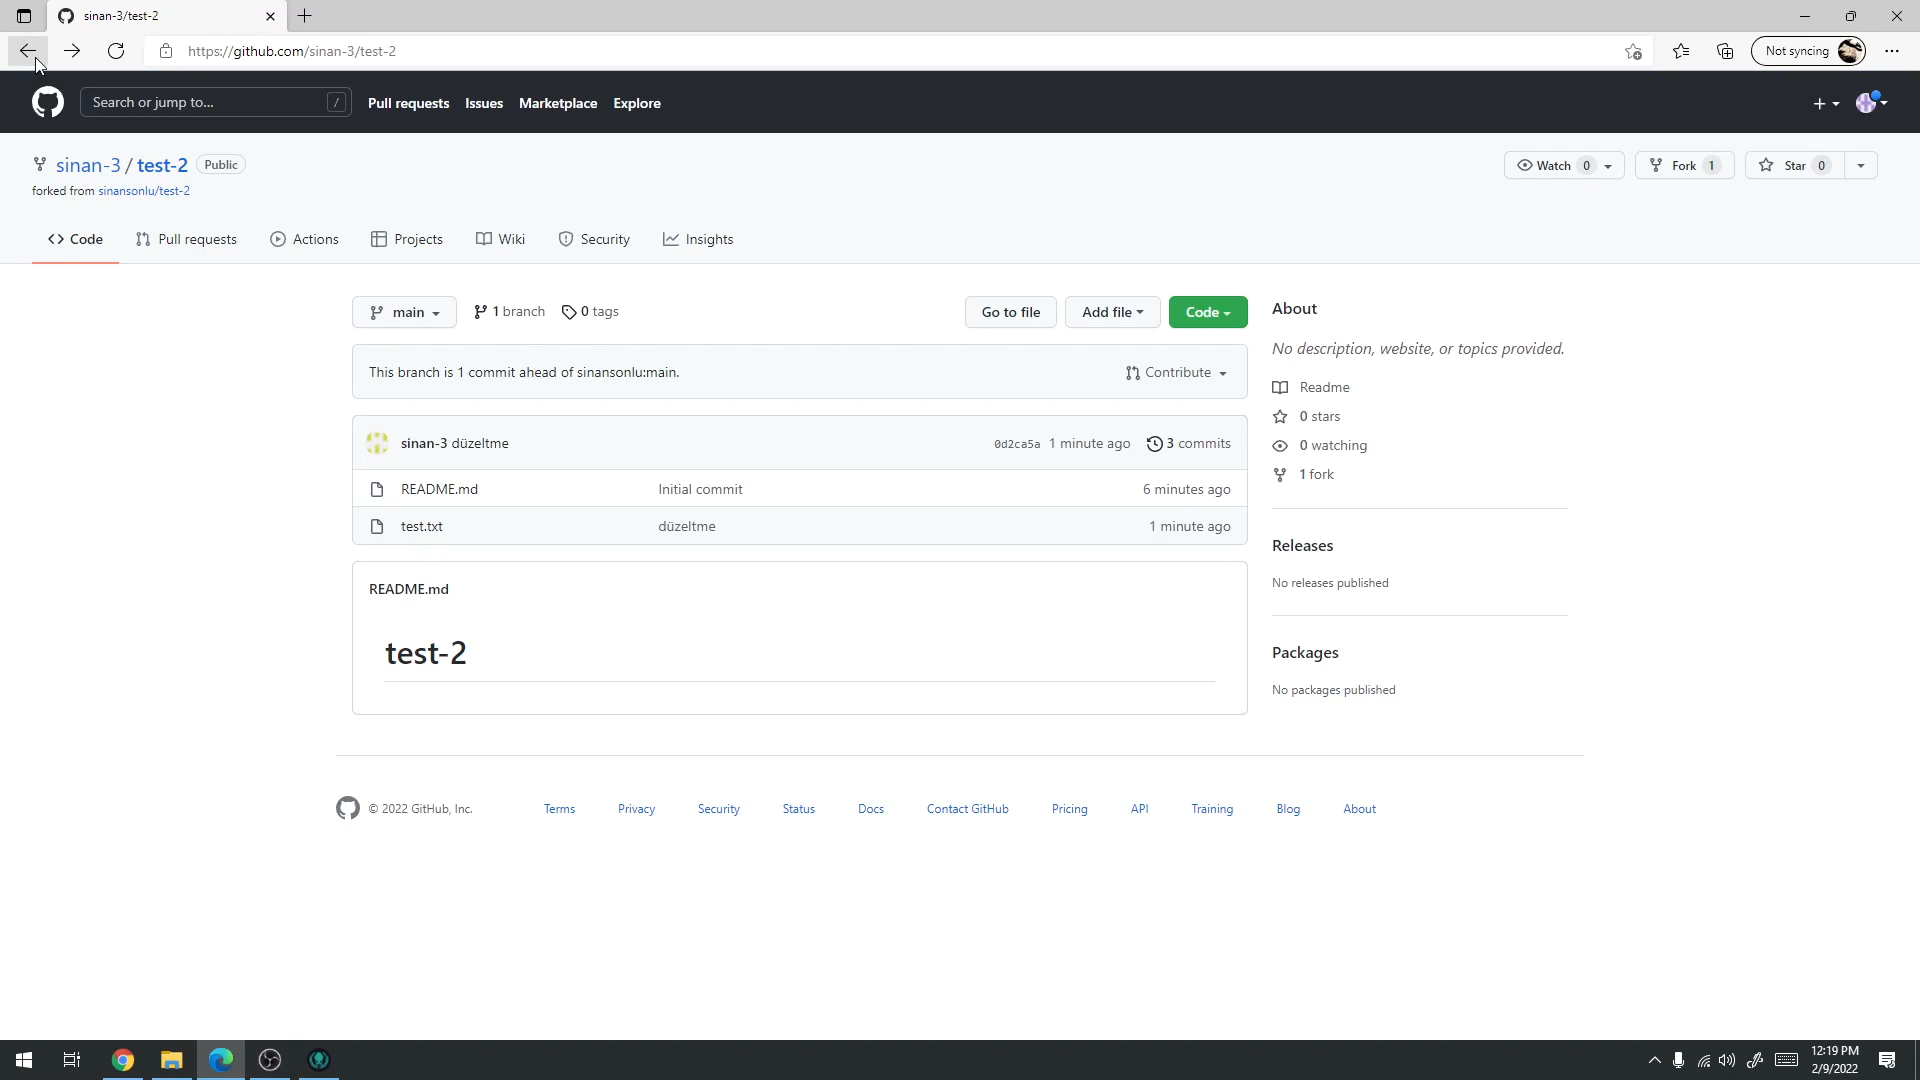 sinan-3/test-2
https://github.com/sinan-3/test-2
Not syncing
Search or jump to...
/
Pull requests
Issues
Marketplace
Explore
sinan-3 / test-2
Public
Watch 0
Fork 1
Star 0
forked from sinansonlu/test-2
Code
Pull requests
Actions
Projects
Wiki
Security
Insights
main
1 branch
0 tags
Go to file
Add file
Code
About
This branch is 1 commit ahead of sinansonlu:main.
Contribute
No description, website, or topics provided.
Readme
0 stars
0 watching
1 fork
sinan-3 düzeltme
0d2ca5a 1 minute ago
3 commits
README.md
Initial commit
6 minutes ago
test.txt
düzeltme
1 minute ago
Releases
No releases published
README.md
test-2
Packages
No packages published
© 2022 GitHub, Inc.
Terms
Privacy
Security
Status
Docs
Contact GitHub
Pricing
API
Training
Blog
About
12:19 PM
2/9/2022